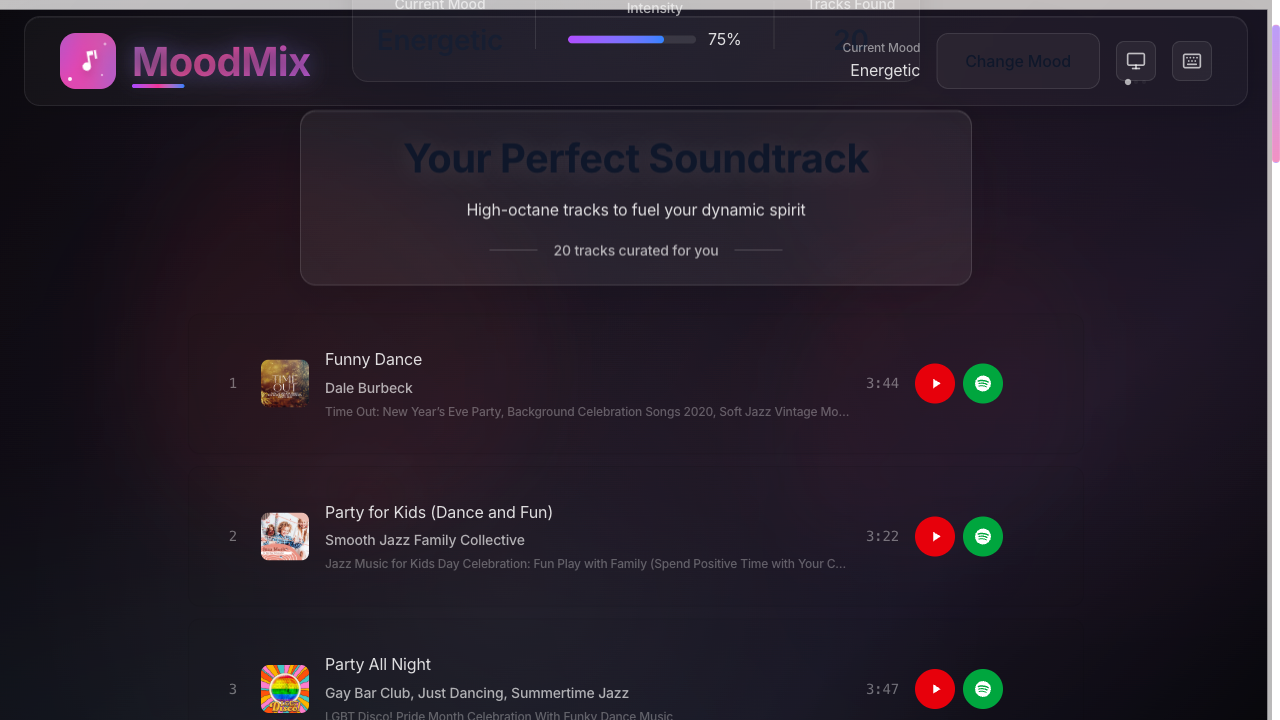 Current Mood
Intensity
Tracks Found
Energetic
75%
20
MoodMix
Current Mood
Energetic
Change Mood
Your Perfect Soundtrack
High-octane tracks to fuel your dynamic spirit
20 tracks curated for you
1
TIME OUT
Funny Dance
Dale Burbeck
Time Out: New Year's Eve Party, Background Celebration Songs 2020, Soft Jazz Vintage Mo...
3:44
2
Party for Kids (Dance and Fun)
Smooth Jazz Family Collective
Jazz Music for Kids Day Celebration: Fun Play with Family (Spend Positive Time with Your C...
3:22
3
Party All Night
Gay Bar Club, Just Dancing, Summertime Jazz
LGBT Disco! Pride Month Celebration With Funky Dance Music
3:47